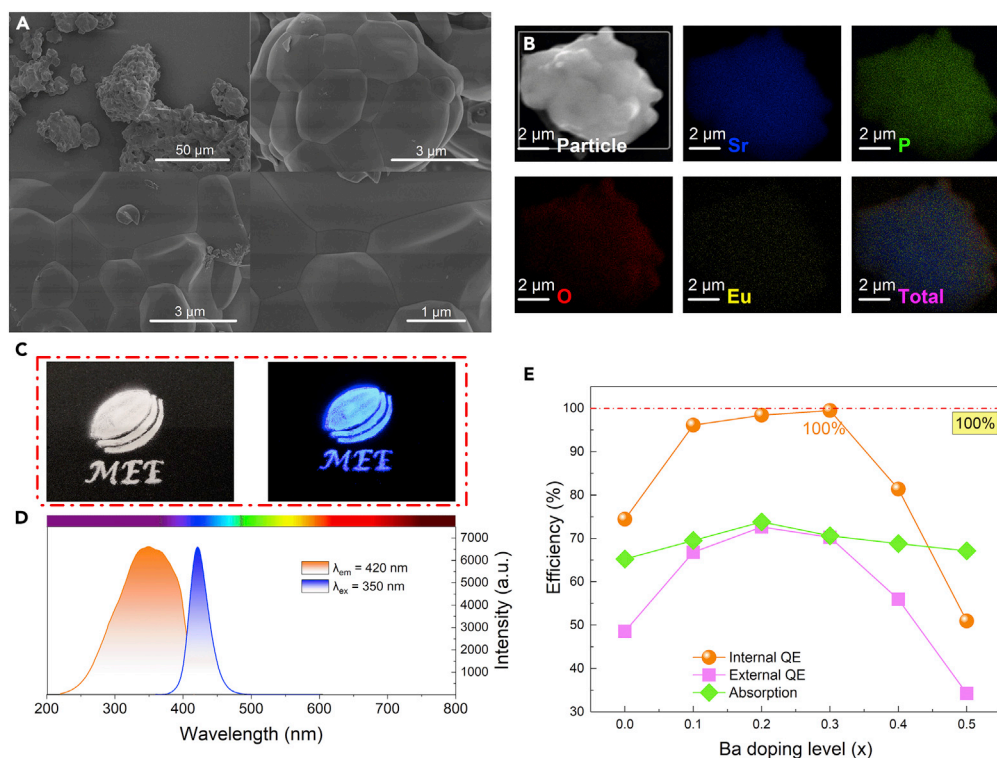 A
50 µm
3 µm
3 µm
1 µm
B
2 µm
Particle
2 µm
Sr
2 µm
P
2 µm
O
2 µm
Eu
2 µm
Total
C
MEE
MEE
D
λem = 420 nm
λex = 350 nm
7000
6000
5000
4000
3000
2000
1000
Intensity (a.u.)
200 300 400 500 600 700 800
Wavelength (nm)
E
100
90
80
70
60
50
40
30
Efficiency (%)
100%
100%
Internal QE
External QE
Absorption
0.0 0.1 0.2 0.3 0.4 0.5
Ba doping level (x)